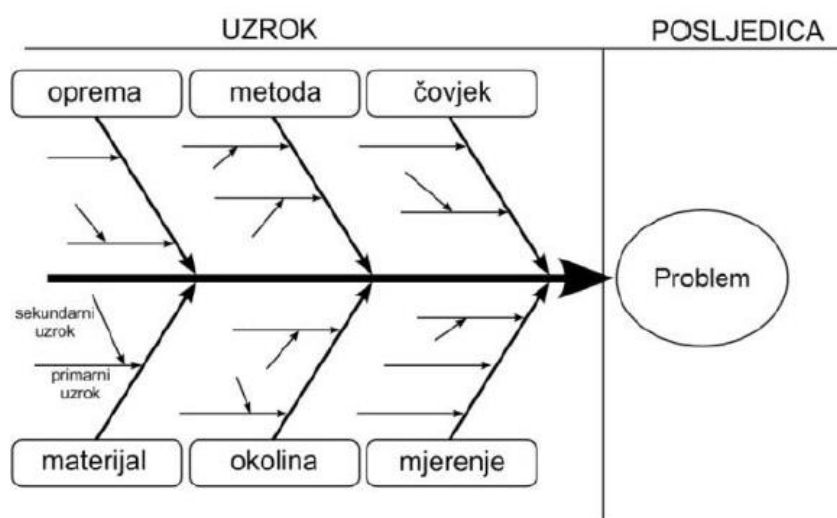 UZROK
POSLJEDICA
oprema
metoda
čovjek
Problem
sekundarni
uzrok
primarni
uzrok
materijal
okolina
mjerenje